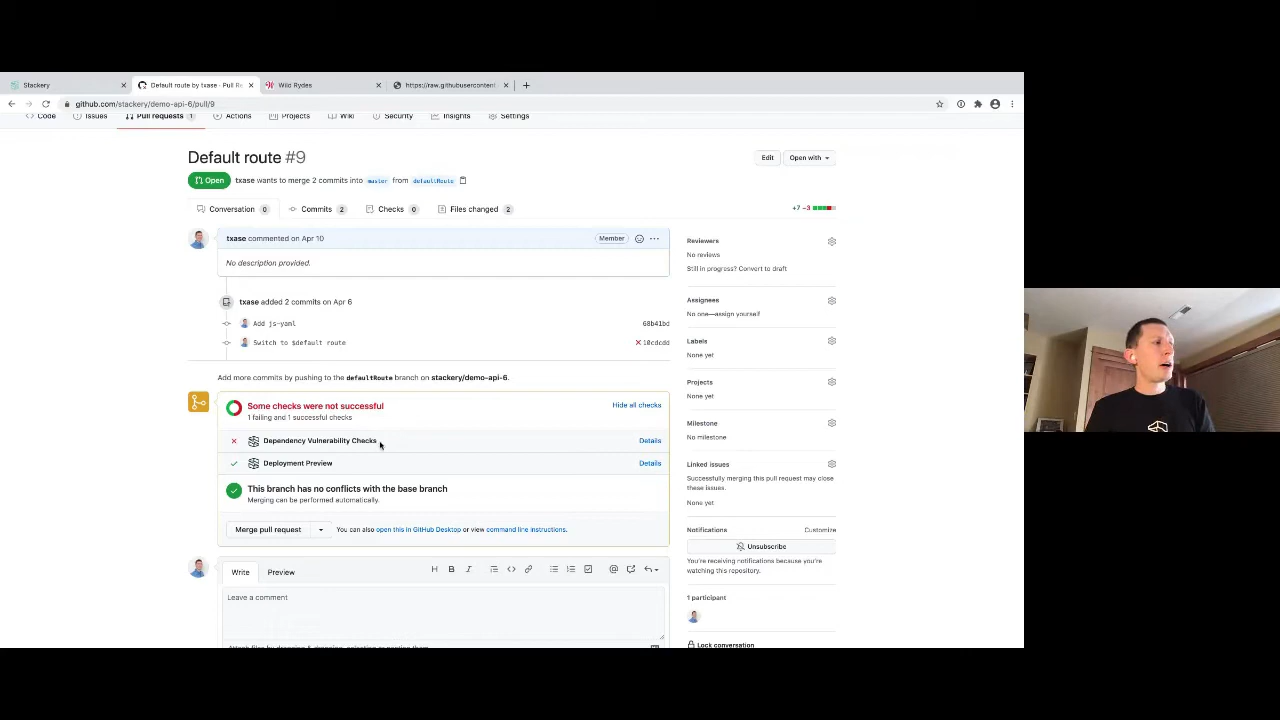 Stackery
Default route by txase · Pull Re
Wild Rydes
https://raw.githubusercontent
github.com/stackery/demo-api-6/pull/9
Code
Issues
Pull requests 1
Actions
Projects
Wiki
Security
Insights
Settings
Default route #9
Edit
Open with
Open
txase wants to merge 2 commits into master from defaultRoute
Conversation 0
Commits 2
Checks 0
Files changed 2
+7 −3
txase commented on Apr 10
Member
No description provided.
txase added 2 commits on Apr 6
Add js-yaml
68b41bd
Switch to $default route
10cdcdd
Add more commits by pushing to the defaultRoute branch on stackery/demo-api-6.
Some checks were not successful
1 failing and 1 successful checks
Hide all checks
Dependency Vulnerability Checks
Details
Deployment Preview
Details
This branch has no conflicts with the base branch
Merging can be performed automatically.
Merge pull request
You can also open this in GitHub Desktop or view command line instructions.
Write
Preview
H B I
Leave a comment
Attach files by dragging & dropping, selecting or pasting them.
Reviewers
No reviews
Still in progress? Convert to draft
Assignees
No one—assign yourself
Labels
None yet
Projects
None yet
Milestone
No milestone
Linked issues
Successfully merging this pull request may close
these issues.
None yet
Notifications
Customize
Unsubscribe
You're receiving notifications because you're
watching this repository.
1 participant
Lock conversation